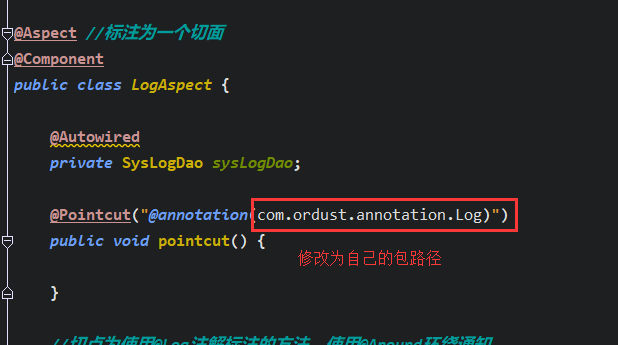 @Aspect //标注为一个切面
@Component
public class LogAspect {
@Autowired
private SysLogDao sysLogDao;
@Pointcut("@annotation(com.ordust.annotation.Log)")
public void pointcut() {
修改为自己的包路径
}
//切点为使用@Log注解标注的方法，使用@Around环绕通知